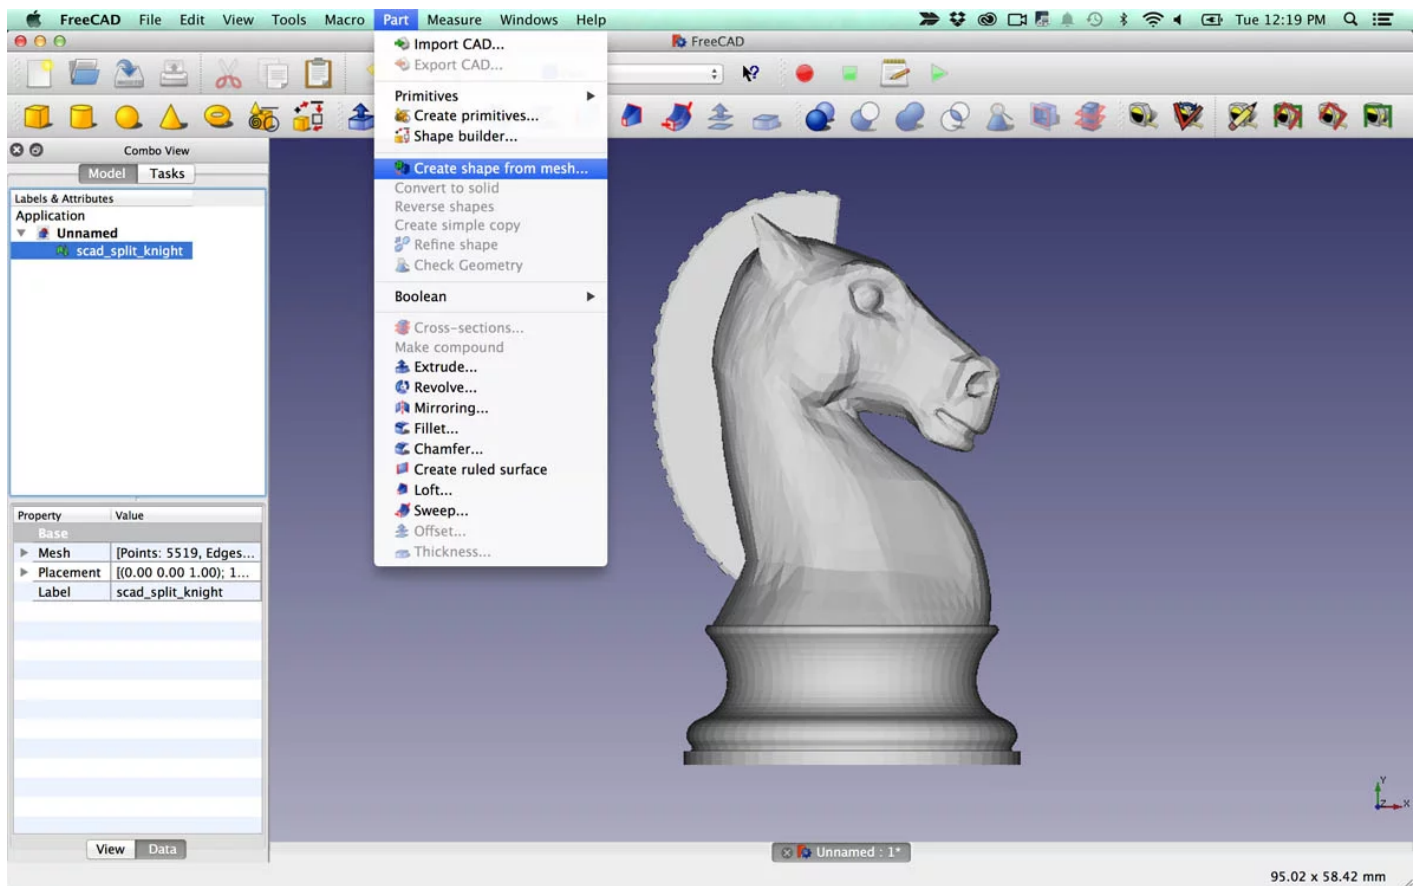 FreeCAD File Edit View Tools Macro Part Measure Windows Help Tue 12:19 PM
FreeCAD
Import CAD...
Export CAD...
Primitives
Create primitives...
Shape builder...
Create shape from mesh...
Convert to solid
Reverse shapes
Create simple copy
Refine shape
Check Geometry
Boolean
Cross-sections...
Make compound
Extrude...
Revolve...
Mirroring...
Fillet...
Chamfer...
Create ruled surface
Loft...
Sweep...
Offset...
Thickness...
Combo View
Model Tasks
Labels & Attributes
Application
Unnamed
scad_split_knight
Property Value
Base
Mesh [Points: 5519, Edges...
Placement [(0.00 0.00 1.00); 1...
Label scad_split_knight
View Data
Y
Z X
Unnamed : 1*
95.02 x 58.42 mm